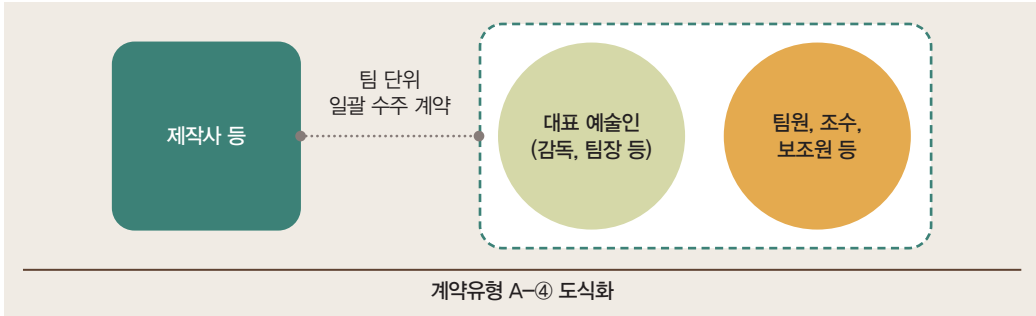 제작사 등
팀 단위
일괄 수주 계약
대표 예술인
(감독, 팀장 등)
팀원, 조수,
보조원 등
계약유형 A-④ 도식화